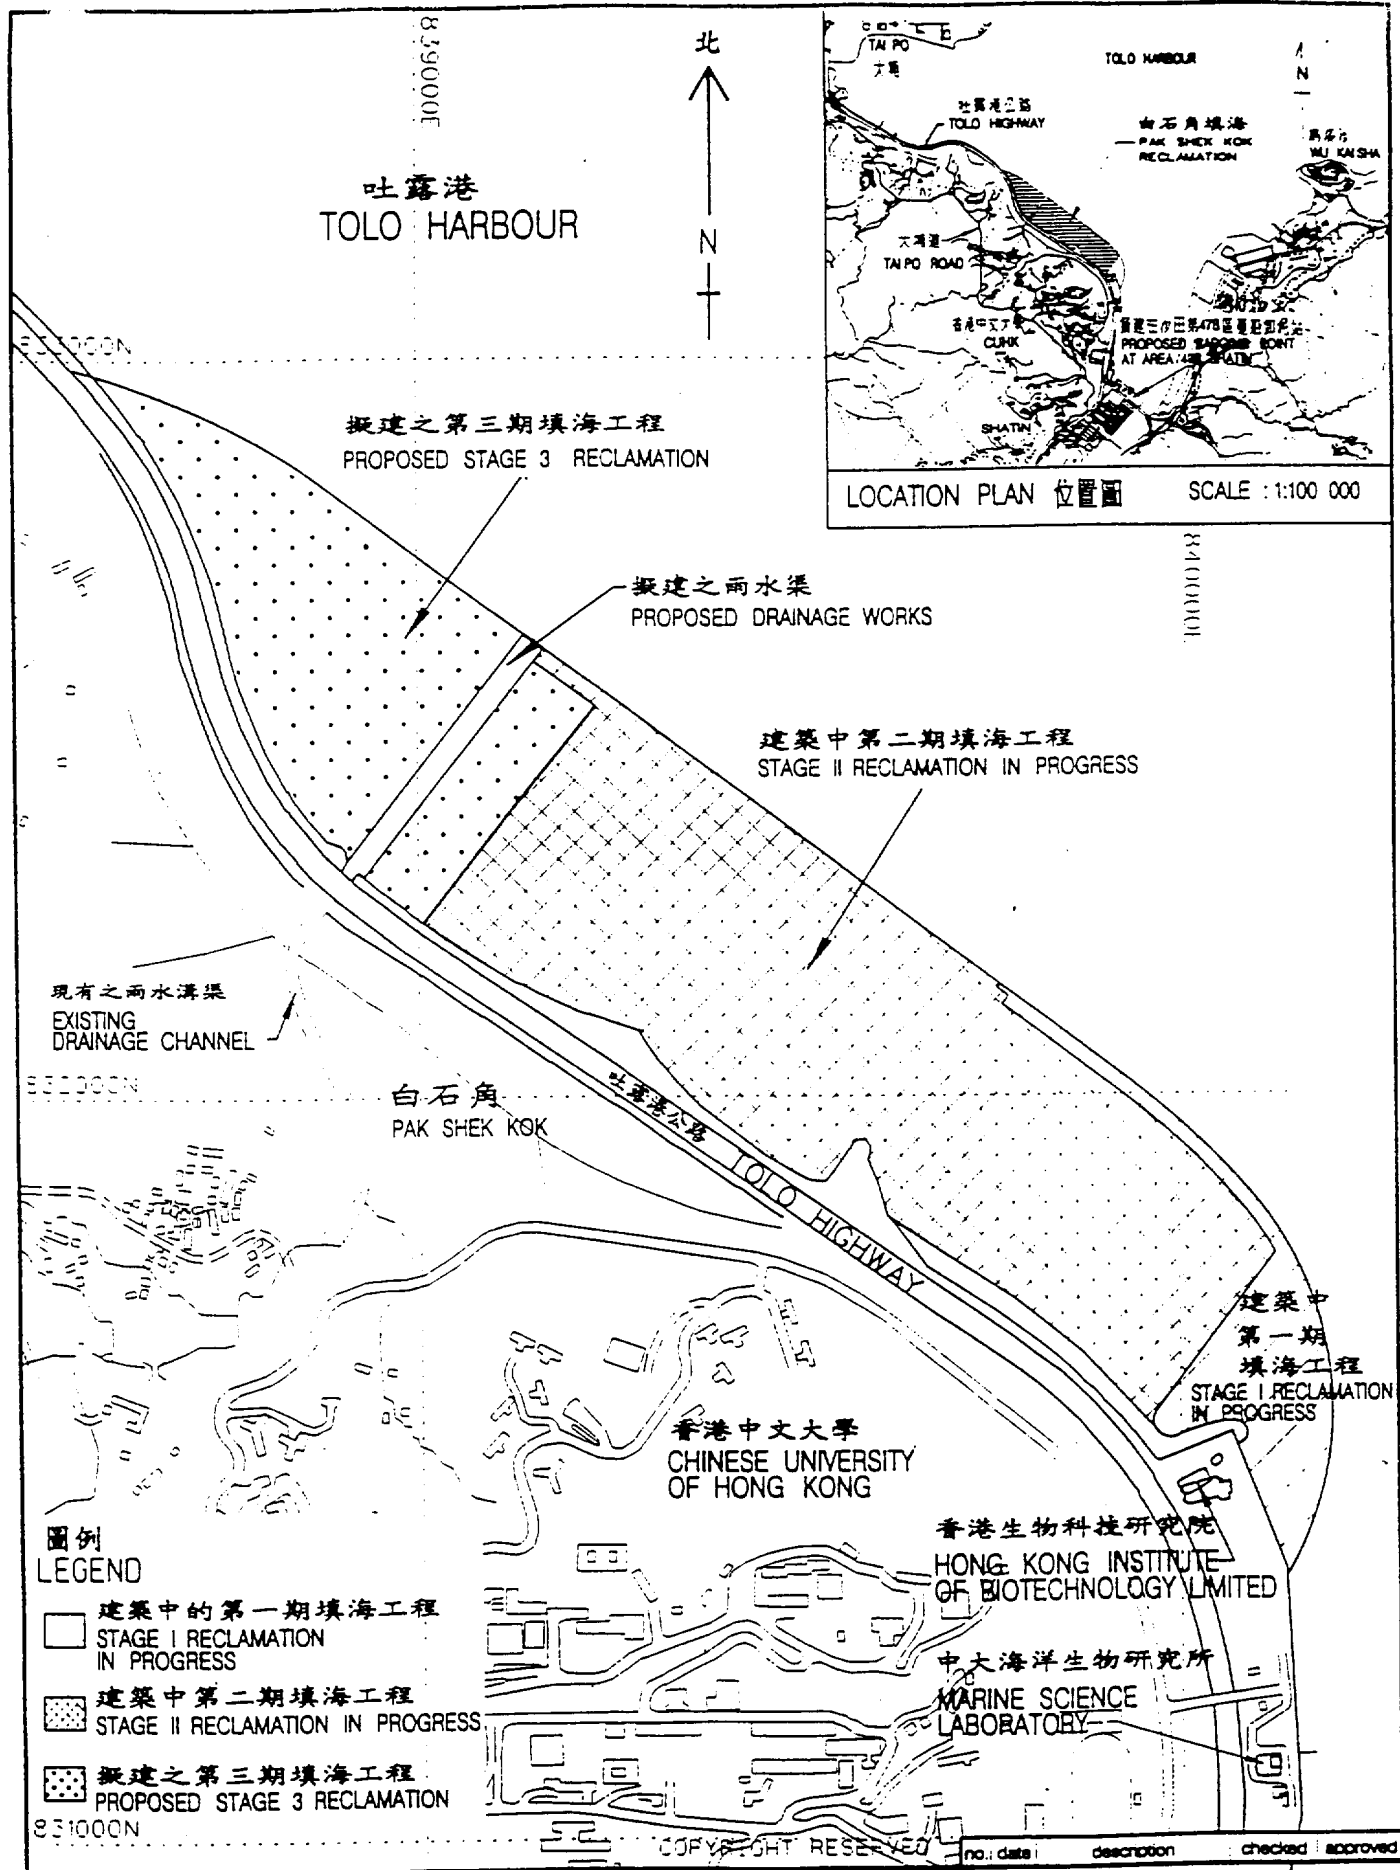 839000E
北
N
吐露港
TOLO HARBOUR
TAI PO
大埔
TOLO HARBOUR
N
吐露港公路
TOLO HIGHWAY
白石角填海
PAK SHEK KOK
RECLAMATION
WU KAI SHA
大埔道
TAI PO ROAD
香港中文大學
CUHK
PROPOSED BARGING POINT
AT AREA
SHATIN
SHATIN
LOCATION PLAN 位置圖
SCALE : 1:100 000
833000N
840000E
擬建之第三期填海工程
PROPOSED STAGE 3 RECLAMATION
擬建之雨水渠
PROPOSED DRAINAGE WORKS
建築中第二期填海工程
STAGE II RECLAMATION IN PROGRESS
現有之雨水溝渠
EXISTING
DRAINAGE CHANNEL
832000N
白石角
PAK SHEK KOK
吐露港公路
TOLO HIGHWAY
建築中
第一期
填海工程
STAGE I RECLAMATION
IN PROGRESS
香港中文大學
CHINESE UNIVERSITY
OF HONG KONG
香港生物科技研究院
HONG KONG INSTITUTE
OF BIOTECHNOLOGY LIMITED
中大海洋生物研究所
MARINE SCIENCE
LABORATORY
圖例
LEGEND
建築中的第一期填海工程
STAGE I RECLAMATION
IN PROGRESS
建築中第二期填海工程
STAGE II RECLAMATION IN PROGRESS
擬建之第三期填海工程
PROPOSED STAGE 3 RECLAMATION
831000N
COPYRIGHT RESERVED
no. date description checked approved